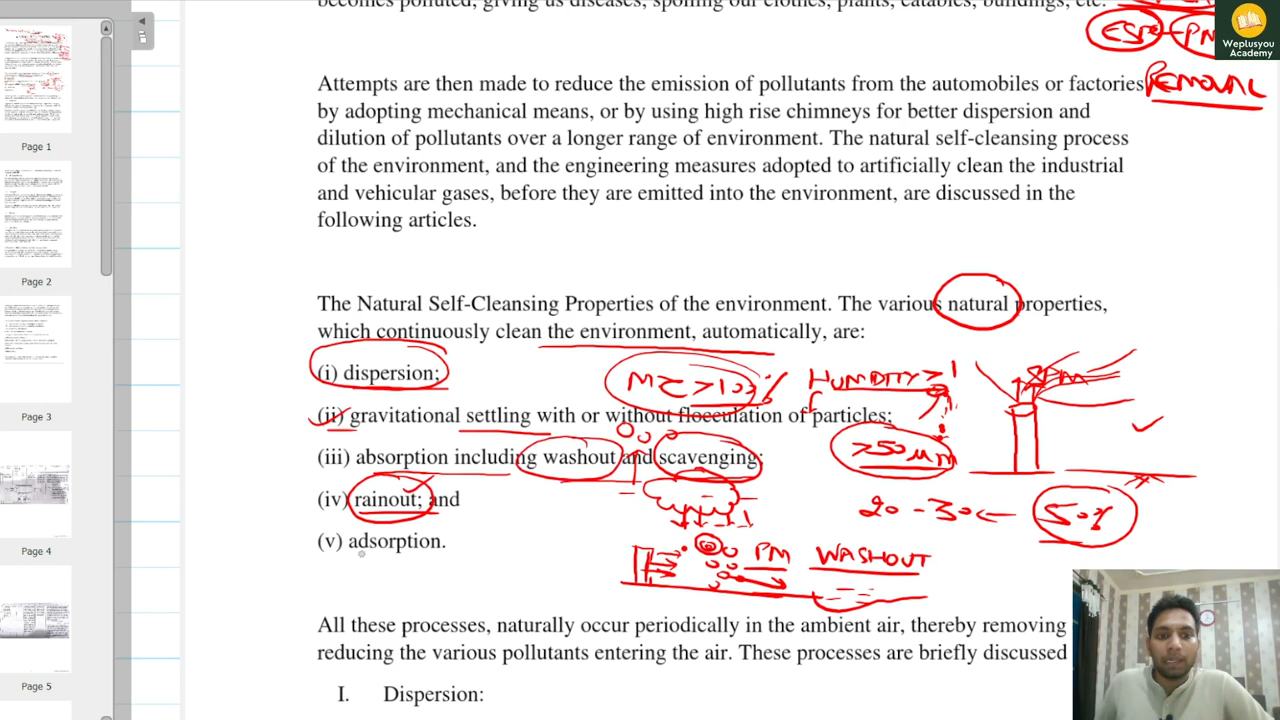 becomes polluted, giving us diseases, spoiling our clothes, plants, eatables, buildings, etc.
ESP PM
Weplusyou
Academy
REMOVAL
Attempts are then made to reduce the emission of pollutants from the automobiles or factories
by adopting mechanical means, or by using high rise chimneys for better dispersion and
dilution of pollutants over a longer range of environment. The natural self-cleansing process
of the environment, and the engineering measures adopted to artificially clean the industrial
and vehicular gases, before they are emitted into the environment, are discussed in the
following articles.
The Natural Self-Cleansing Properties of the environment. The various natural properties,
which continuously clean the environment, automatically, are:
(i) dispersion;
HUMDITY > 1
SPM
(ii) gravitational settling with or without flocculation of particles;
(iii) absorption including washout and scavenging;
>50 μm
(iv) rainout; and
20-30 ← 50%
(v) adsorption.
PM WASHOUT
All these processes, naturally occur periodically in the ambient air, thereby removing
reducing the various pollutants entering the air. These processes are briefly discussed
I. Dispersion:
Page 1
Page 2
Page 3
Page 4
Page 5